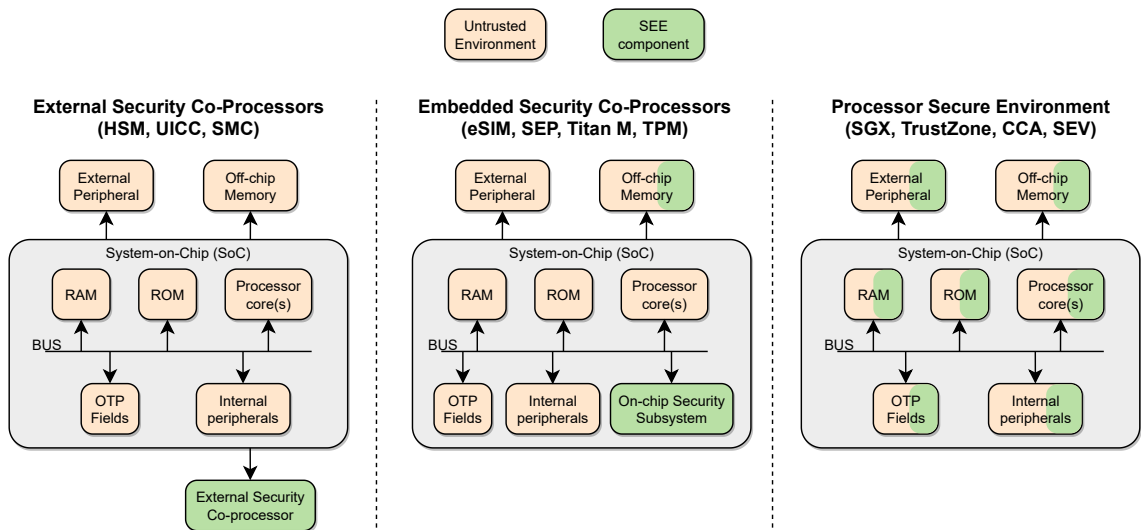 Untrusted
Environment
SEE
component
External Security Co-Processors
(HSM, UICC, SMC)
External
Peripheral
Off-chip
Memory
System-on-Chip (SoC)
RAM
ROM
Processor
core(s)
BUS
OTP
Fields
Internal
peripherals
External Security
Co-processor
Embedded Security Co-Processors
(eSIM, SEP, Titan M, TPM)
External
Peripheral
Off-chip
Memory
System-on-Chip (SoC)
RAM
ROM
Processor
core(s)
BUS
OTP
Fields
Internal
peripherals
On-chip Security
Subsystem
Processor Secure Environment
(SGX, TrustZone, CCA, SEV)
External
Peripheral
Off-chip
Memory
System-on-Chip (SoC)
RAM
ROM
Processor
core(s)
BUS
OTP
Fields
Internal
peripherals